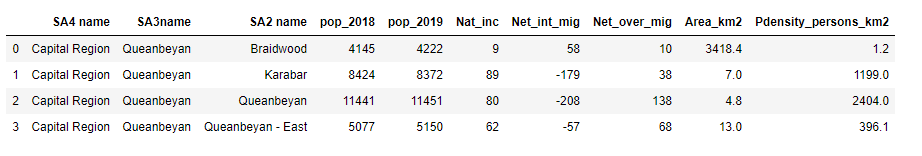 SA4 name SA3name SA2 name pop_2018 pop_2019 Nat_inc Net_int_mig Net_over_mig Area_km2 Pdensity_persons_km2
0 Capital Region Queanbeyan Braidwood 4145 4222 9 58 10 3418.4 1.2
1 Capital Region Queanbeyan Karabar 8424 8372 89 -179 38 7.0 1199.0
2 Capital Region Queanbeyan Queanbeyan 11441 11451 80 -208 138 4.8 2404.0
3 Capital Region Queanbeyan Queanbeyan - East 5077 5150 62 -57 68 13.0 396.1